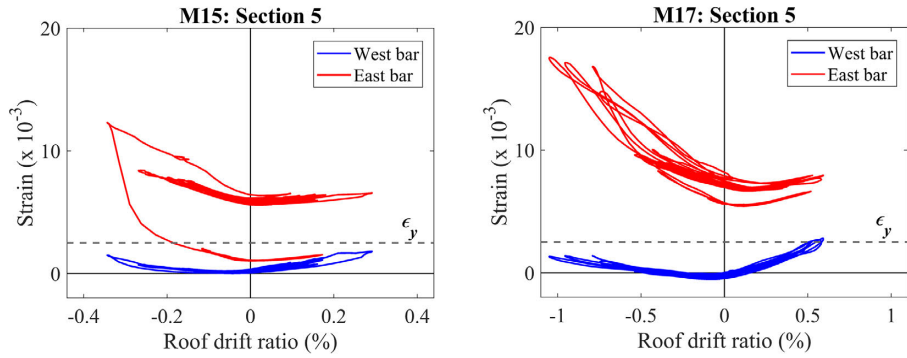 M15: Section 5
20
10
0
Strain (x 10⁻³)
West bar
East bar
ϵy
-0.4
-0.2
0
0.2
0.4
Roof drift ratio (%)
M17: Section 5
20
10
0
Strain (x 10⁻³)
West bar
East bar
ϵy
-1
-0.5
0
0.5
1
Roof drift ratio (%)